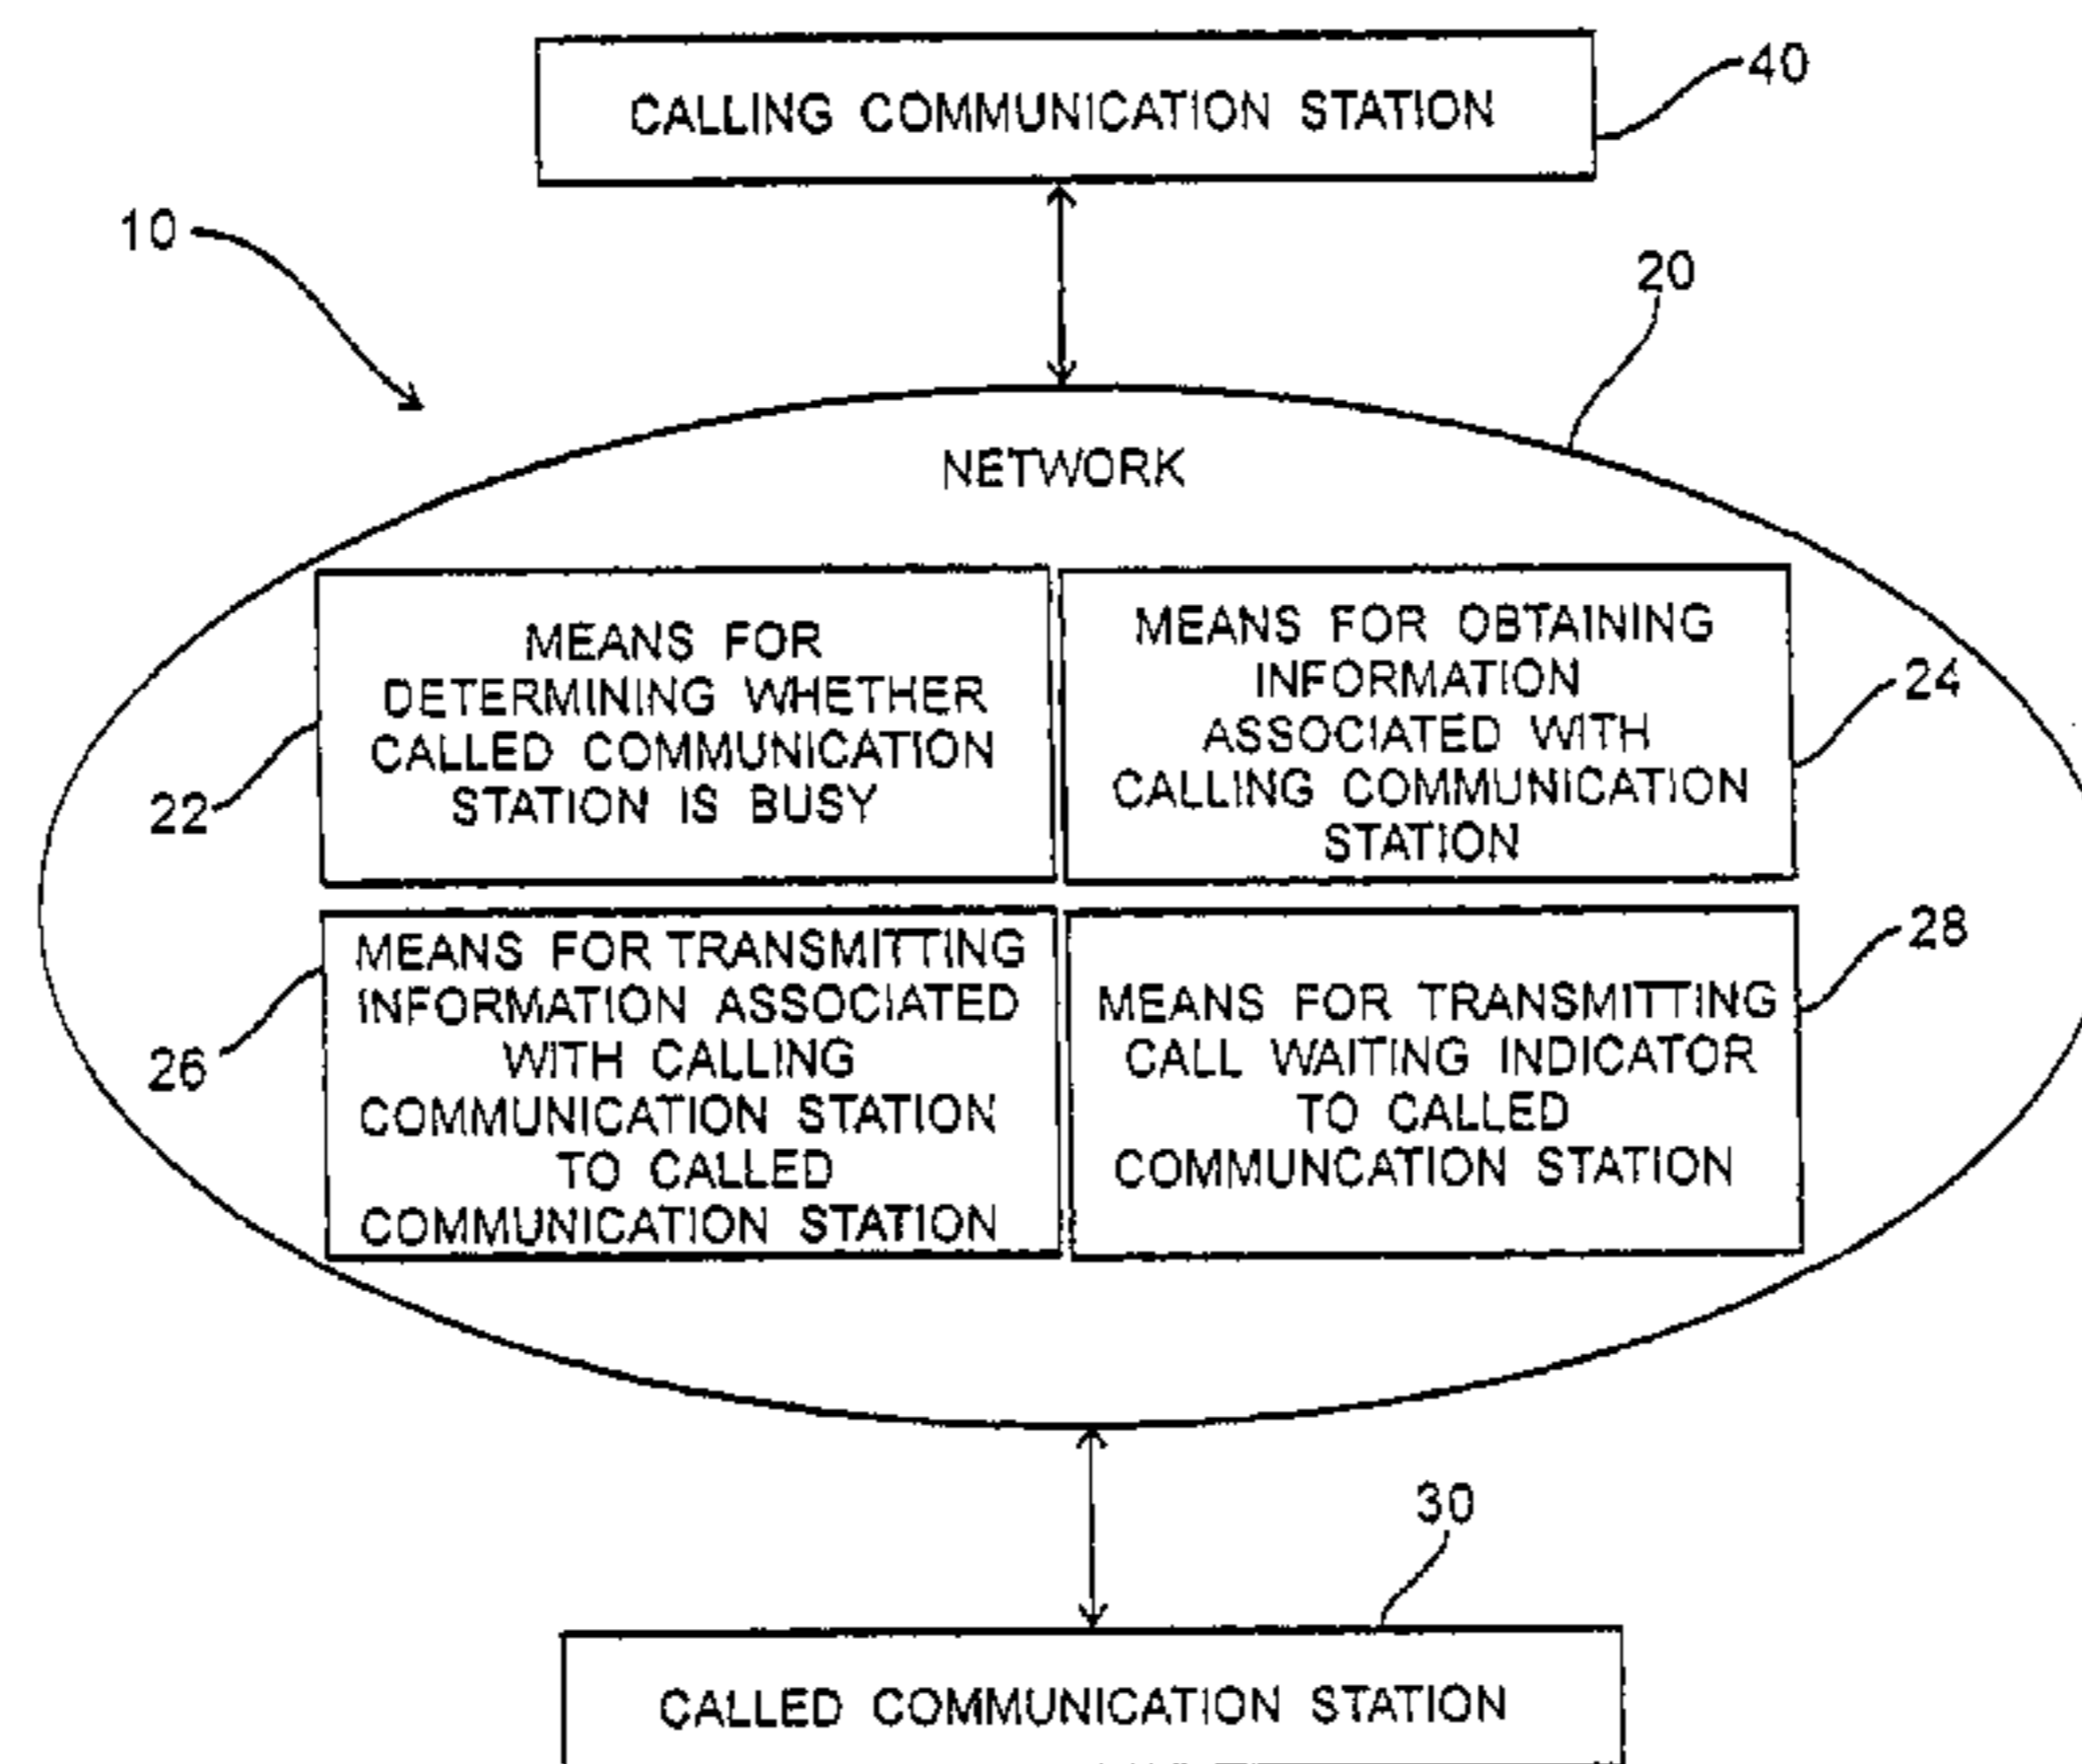 CALLING COMMUNICATION STATION
40
10
20
NETWORK
MEANS FOR
DETERMINING WHETHER
CALLED COMMUNICATION
STATION IS BUSY
22
MEANS FOR OBTAINING
INFORMATION
ASSOCIATED WITH
CALLING COMMUNICATION
STATION
24
MEANS FOR TRANSMITTING
INFORMATION ASSOCIATED
WITH CALLING
COMMUNICATION STATION
TO CALLED
COMMUNICATION STATION
26
MEANS FOR TRANSMITTING
CALL WAITING INDICATOR
TO CALLED
COMMUNCATION STATION
28
30
CALLED COMMUNICATION STATION